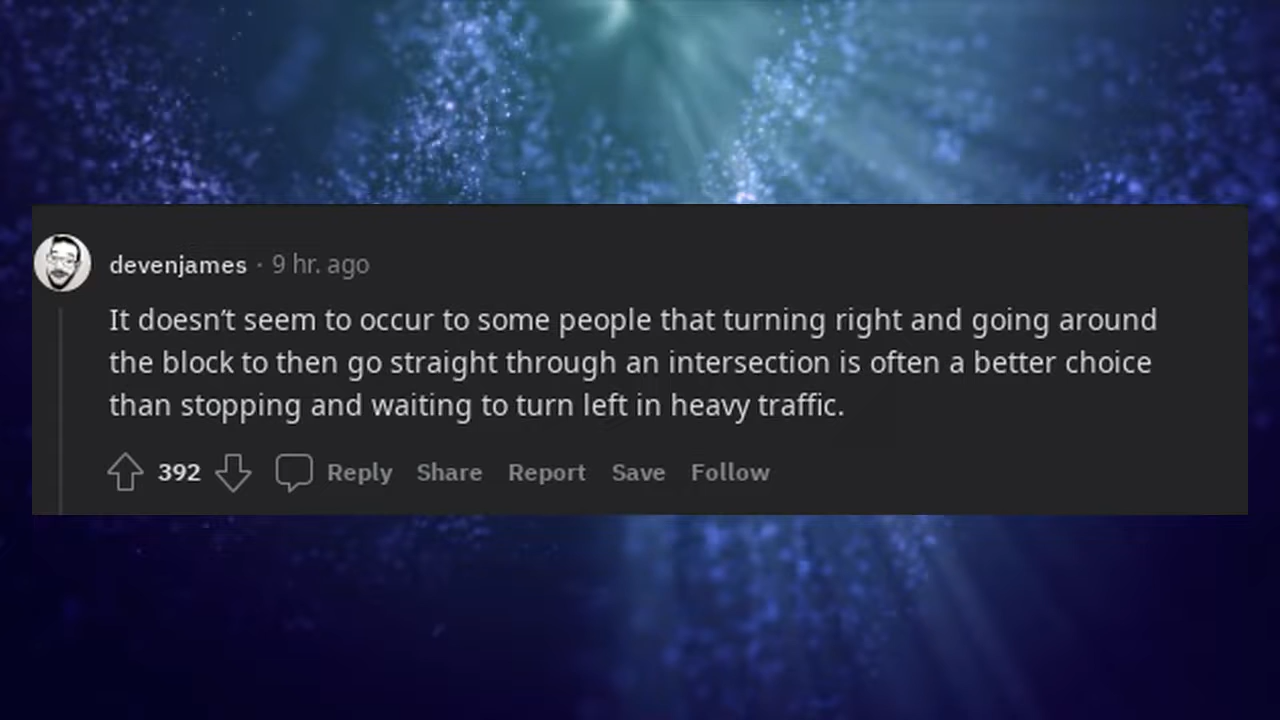 devenjames · 9 hr. ago
It doesn’t seem to occur to some people that turning right and going around
the block to then go straight through an intersection is often a better choice
than stopping and waiting to turn left in heavy traffic.
392 Reply Share Report Save Follow